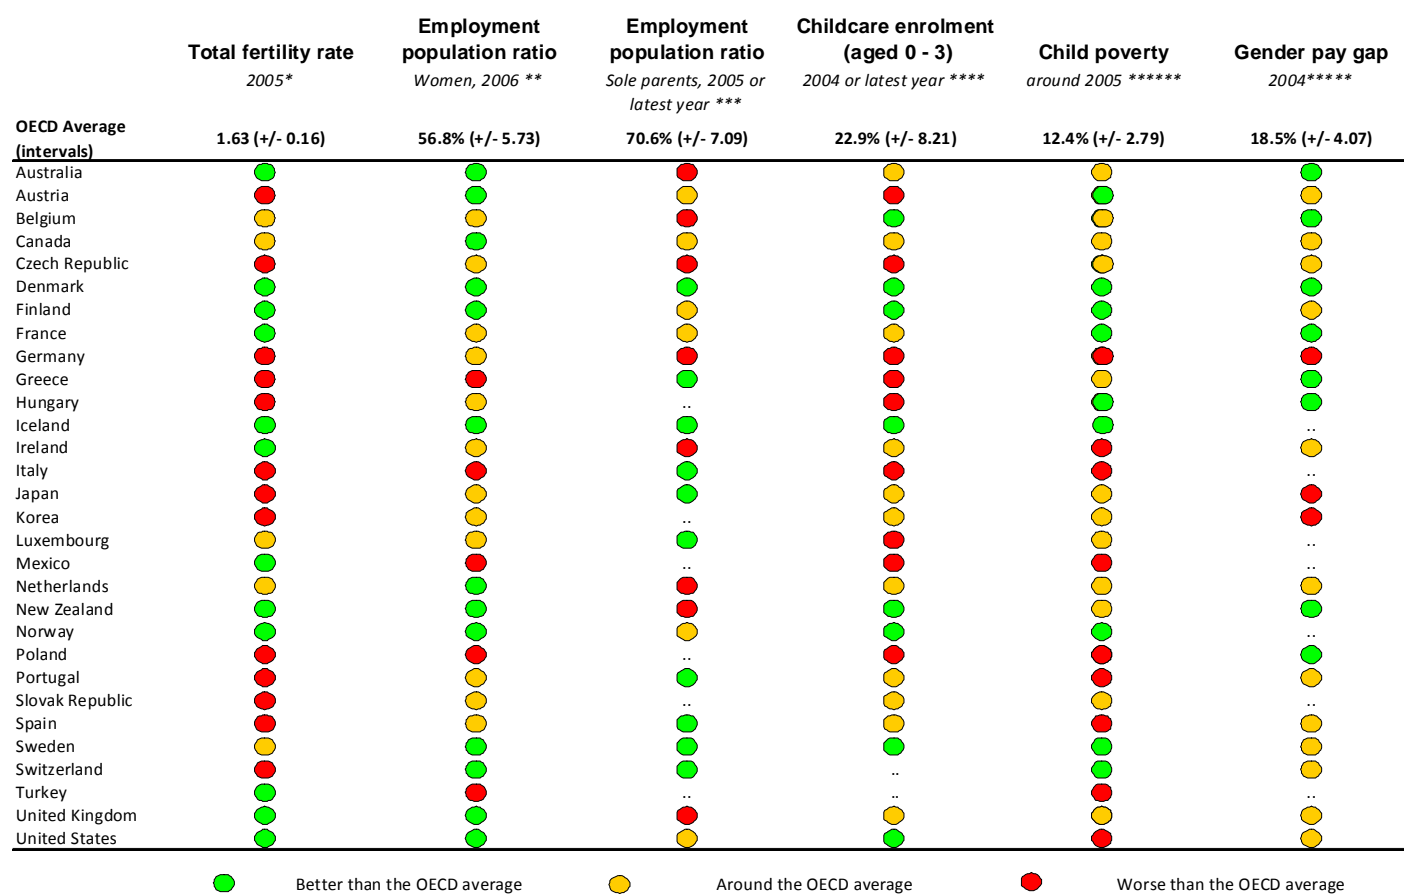 Total fertility rate
2005*
Employment
population ratio
Women, 2006 **
Employment
population ratio
Sole parents, 2005 or
latest year ***
Childcare enrolment
(aged 0 - 3)
2004 or latest year ****
Child poverty
around 2005 ******
Gender pay gap
2004*****
OECD Average
(intervals)
1.63 (+/- 0.16) 56.8% (+/- 5.73) 70.6% (+/- 7.09) 22.9% (+/- 8.21) 12.4% (+/- 2.79) 18.5% (+/- 4.07)
Australia
Austria
Belgium
Canada
Czech Republic
Denmark
Finland
France
Germany
Greece
Hungary ..
Iceland ..
Ireland
Italy ..
Japan
Korea ..
Luxembourg ..
Mexico .. ..
Netherlands
New Zealand
Norway ..
Poland ..
Portugal
Slovak Republic .. ..
Spain
Sweden
Switzerland ..
Turkey .. .. ..
United Kingdom
United States
Better than the OECD average Around the OECD average Worse than the OECD average